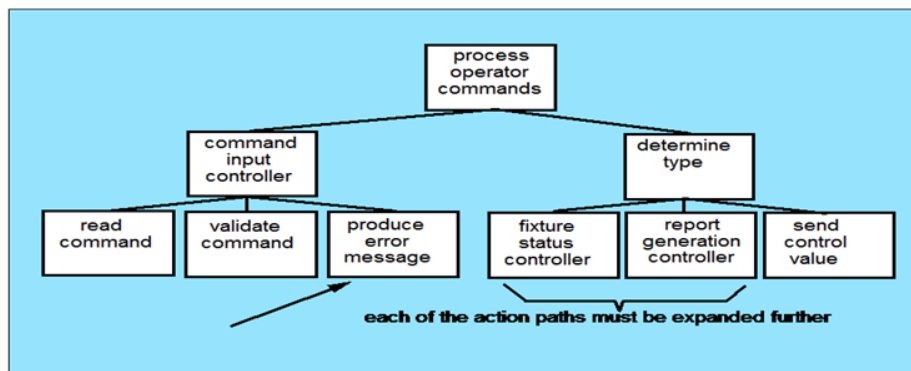 process
operator
commands
command
input
controller
determine
type
read
command
validate
command
produce
error
message
fixture
status
controller
report
generation
controller
send
control
value
each of the action paths must be expanded further